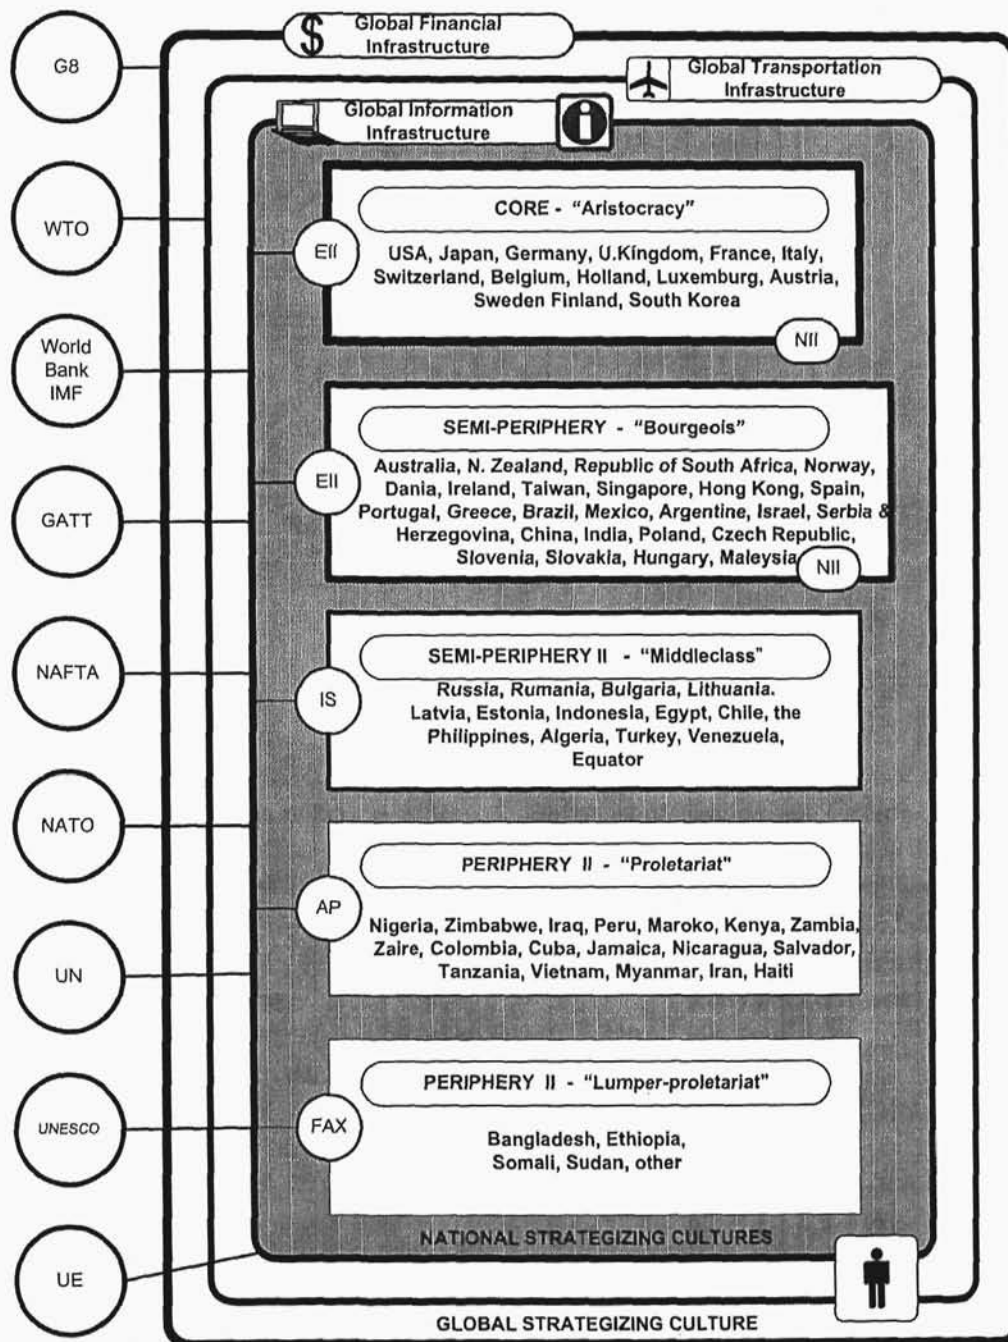 G8
WTO
World
Bank
IMF
GATT
NAFTA
NATO
UN
UNESCO
UE
$ Global Financial
Infrastructure
Global Transportation
Infrastructure
Global Information
Infrastructure
i
CORE - "Aristocracy"
EII
USA, Japan, Germany, U.Kingdom, France, Italy,
Switzerland, Belgium, Holland, Luxemburg, Austria,
Sweden Finland, South Korea
NII
SEMI-PERIPHERY - "Bourgeois"
EII
Australia, N. Zealand, Republic of South Africa, Norway,
Dania, Ireland, Taiwan, Singapore, Hong Kong, Spain,
Portugal, Greece, Brazil, Mexico, Argentine, Israel, Serbia &
Herzegovina, China, India, Poland, Czech Republic,
Slovenia, Slovakia, Hungary, Maleysia
NII
SEMI-PERIPHERY II - "Middleclass"
IS
Russia, Rumania, Bulgaria, Lithuania.
Latvia, Estonia, Indonesia, Egypt, Chile, the
Philippines, Algeria, Turkey, Venezuela,
Equator
PERIPHERY II - "Proletariat"
AP
Nigeria, Zimbabwe, Iraq, Peru, Maroko, Kenya, Zambia,
Zaire, Colombia, Cuba, Jamaica, Nicaragua, Salvador,
Tanzania, Vietnam, Myanmar, Iran, Haiti
PERIPHERY II - "Lumper-proletariat"
FAX
Bangladesh, Ethiopia,
Somali, Sudan, other
NATIONAL STRATEGIZING CULTURES
GLOBAL STRATEGIZING CULTURE